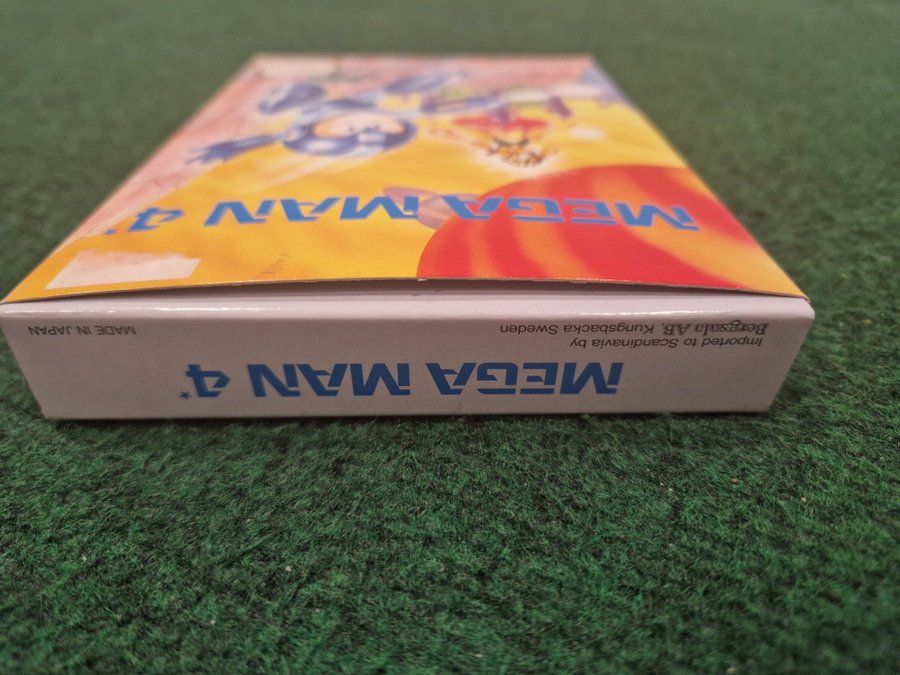 MEGA MAN 4
Imported to Scandinavia by
Bergsala AB, Kungsbacka Sweden
MEGA MAN 4
MADE IN JAPAN